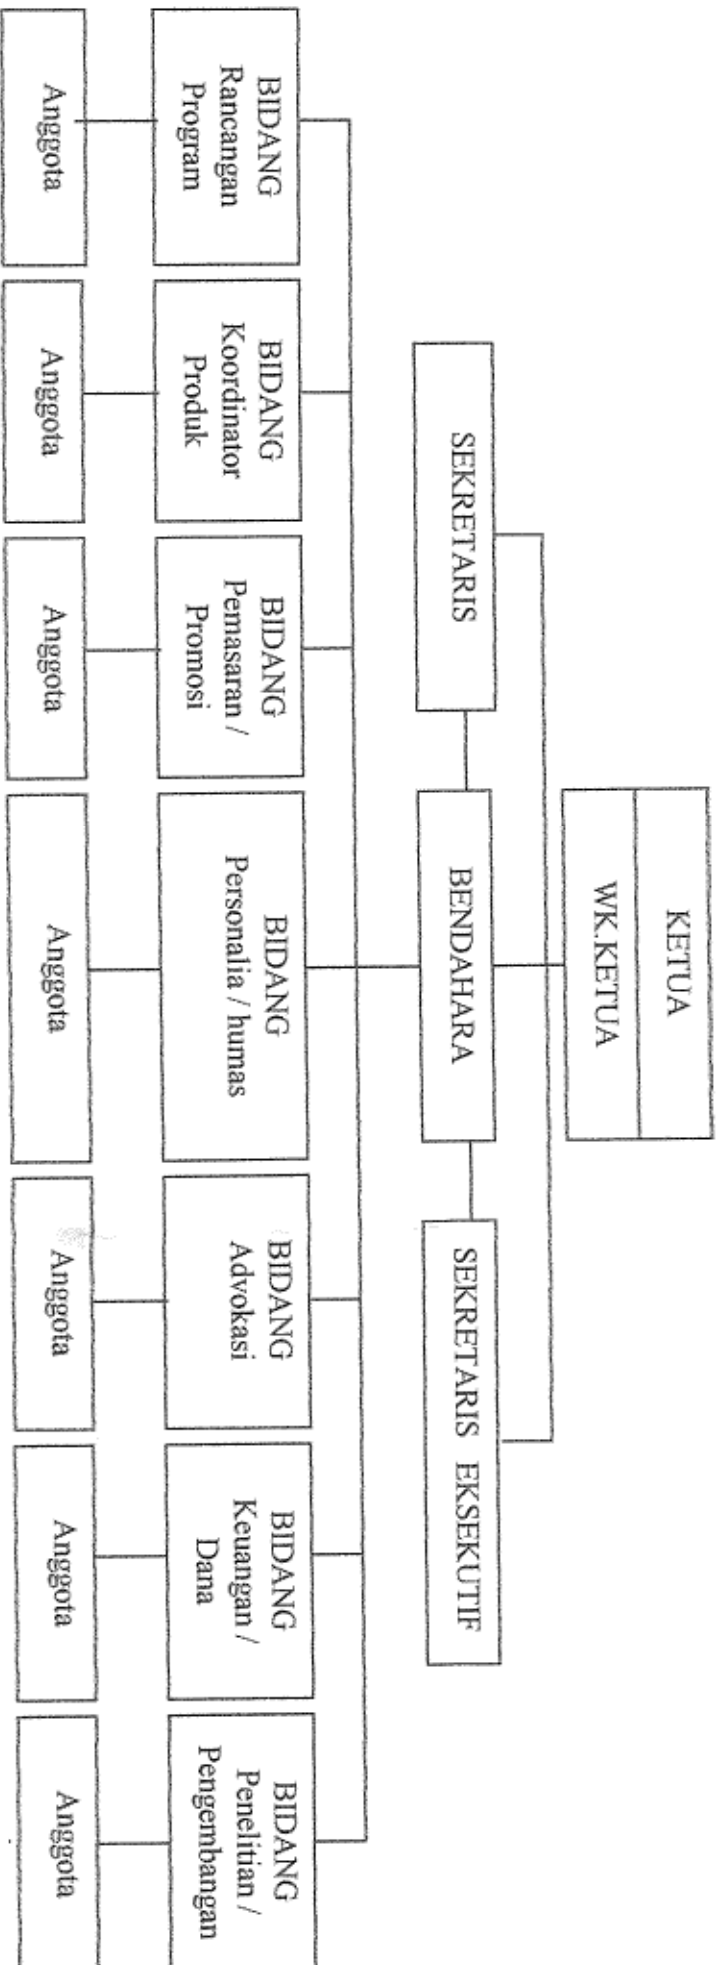 KETUA
WK.KETUA
SEKRETARIS
BENDAHARA
SEKRETARIS EKSEKUTIF
BIDANG
Rancangan
Program
BIDANG
Koordinator
Produk
BIDANG
Pemasaran /
Promosi
BIDANG
Personalia / humas
BIDANG
Advokasi
BIDANG
Keuangan /
Dana
BIDANG
Penelitian /
Pengembangan
Anggota
Anggota
Anggota
Anggota
Anggota
Anggota
Anggota